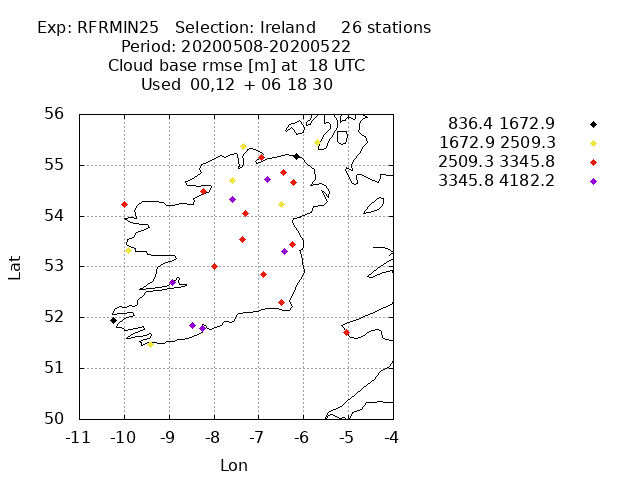 Exp: RFRMIN25 Selection: Ireland 26 stations
Period: 20200508-20200522
Cloud base rmse [m] at 18 UTC
Used 00,12 + 06 18 30
836.4 1672.9
1672.9 2509.3
2509.3 3345.8
3345.8 4182.2
56
55
54
53
52
51
50
Lat
-11 -10 -9 -8 -7 -6 -5 -4
Lon